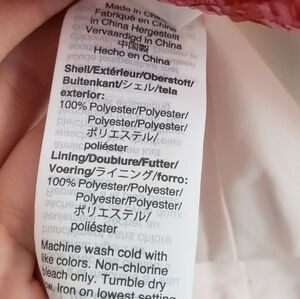 Made in China/
Fabriqué en Chine
in China Hergestellt
Vervaardigd in China
中国製
Hecho en China
Shell/Extérieur/Oberstoff/
Buitenkant/シェル/tela
exterior:
100% Polyester/Polyester/
Polyester/Polyester/
ポリエステル/
poliéster
Lining/Doublure/Futter/
Voering/ライニング/forro:
100% Polyester/Polyester/
Polyester/Polyester/
ポリエステル/
poliéster
Machine wash cold with
like colors. Non-chlorine
bleach only. Tumble dry
low. Iron on lowest setting